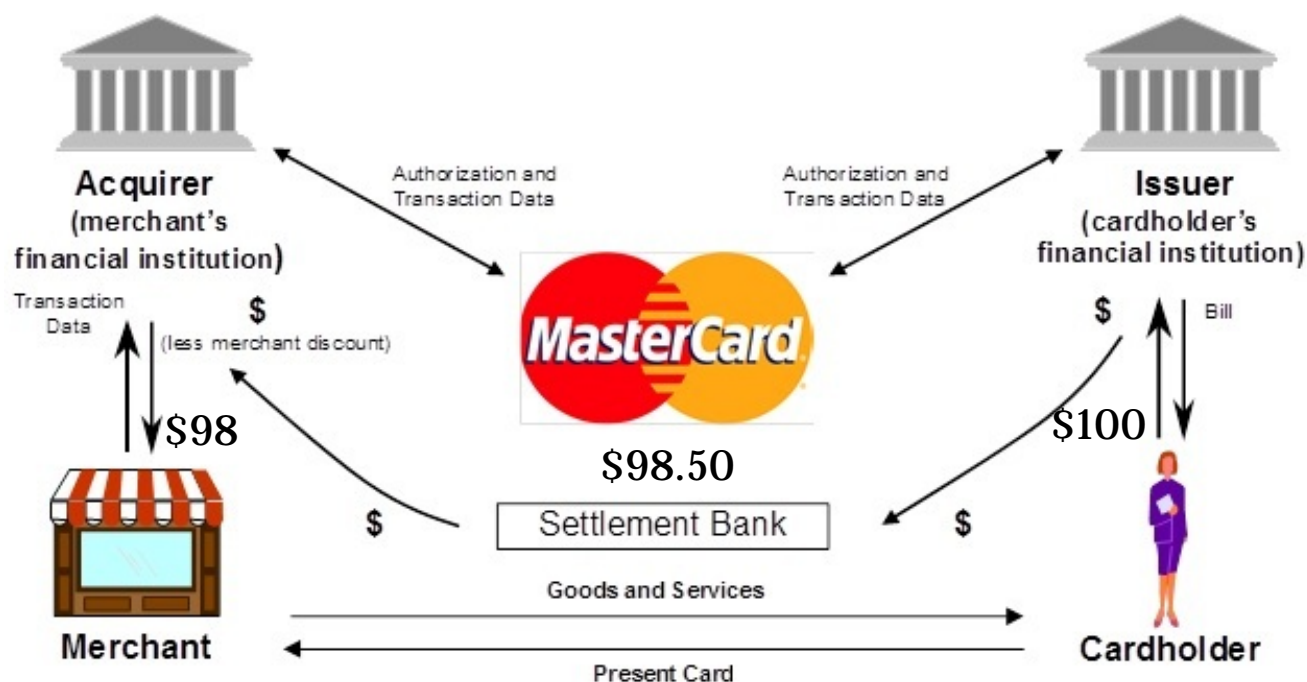 Acquirer
(merchant's
financial institution)
Authorization and
Transaction Data
Authorization and
Transaction Data
Issuer
(cardholder's
financial institution)
Transaction
Data
$
(less merchant discount)
MasterCard
$
Bill
$98
$100
$98.50
$
Settlement Bank
$
Goods and Services
Merchant
Cardholder
Present Card